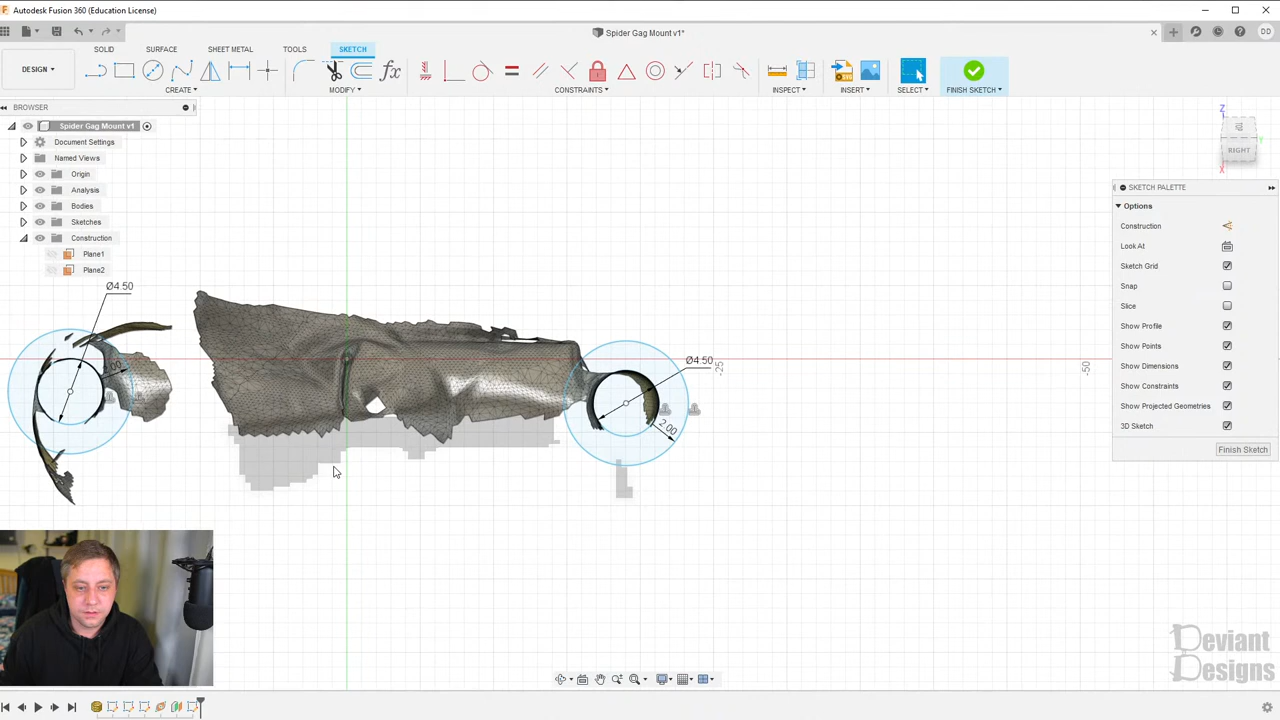 Autodesk Fusion 360 (Education License)
Spider Gag Mount v1*
DD
DESIGN
SOLID
SURFACE
SHEET METAL
TOOLS
SKETCH
CREATE
MODIFY
CONSTRAINTS
INSPECT
INSERT
SELECT
FINISH SKETCH
BROWSER
Spider Gag Mount v1
Document Settings
Named Views
Origin
Analysis
Bodies
Sketches
Construction
Plane1
Plane2
Z
RIGHT
X
SKETCH PALETTE
Options
Construction
Look At
Sketch Grid
Snap
Slice
Show Profile
Show Points
Show Dimensions
Show Constraints
Show Projected Geometries
3D Sketch
Finish Sketch
Ø4.50
Ø4.50
2.00
-25
-50
Deviant
Designs